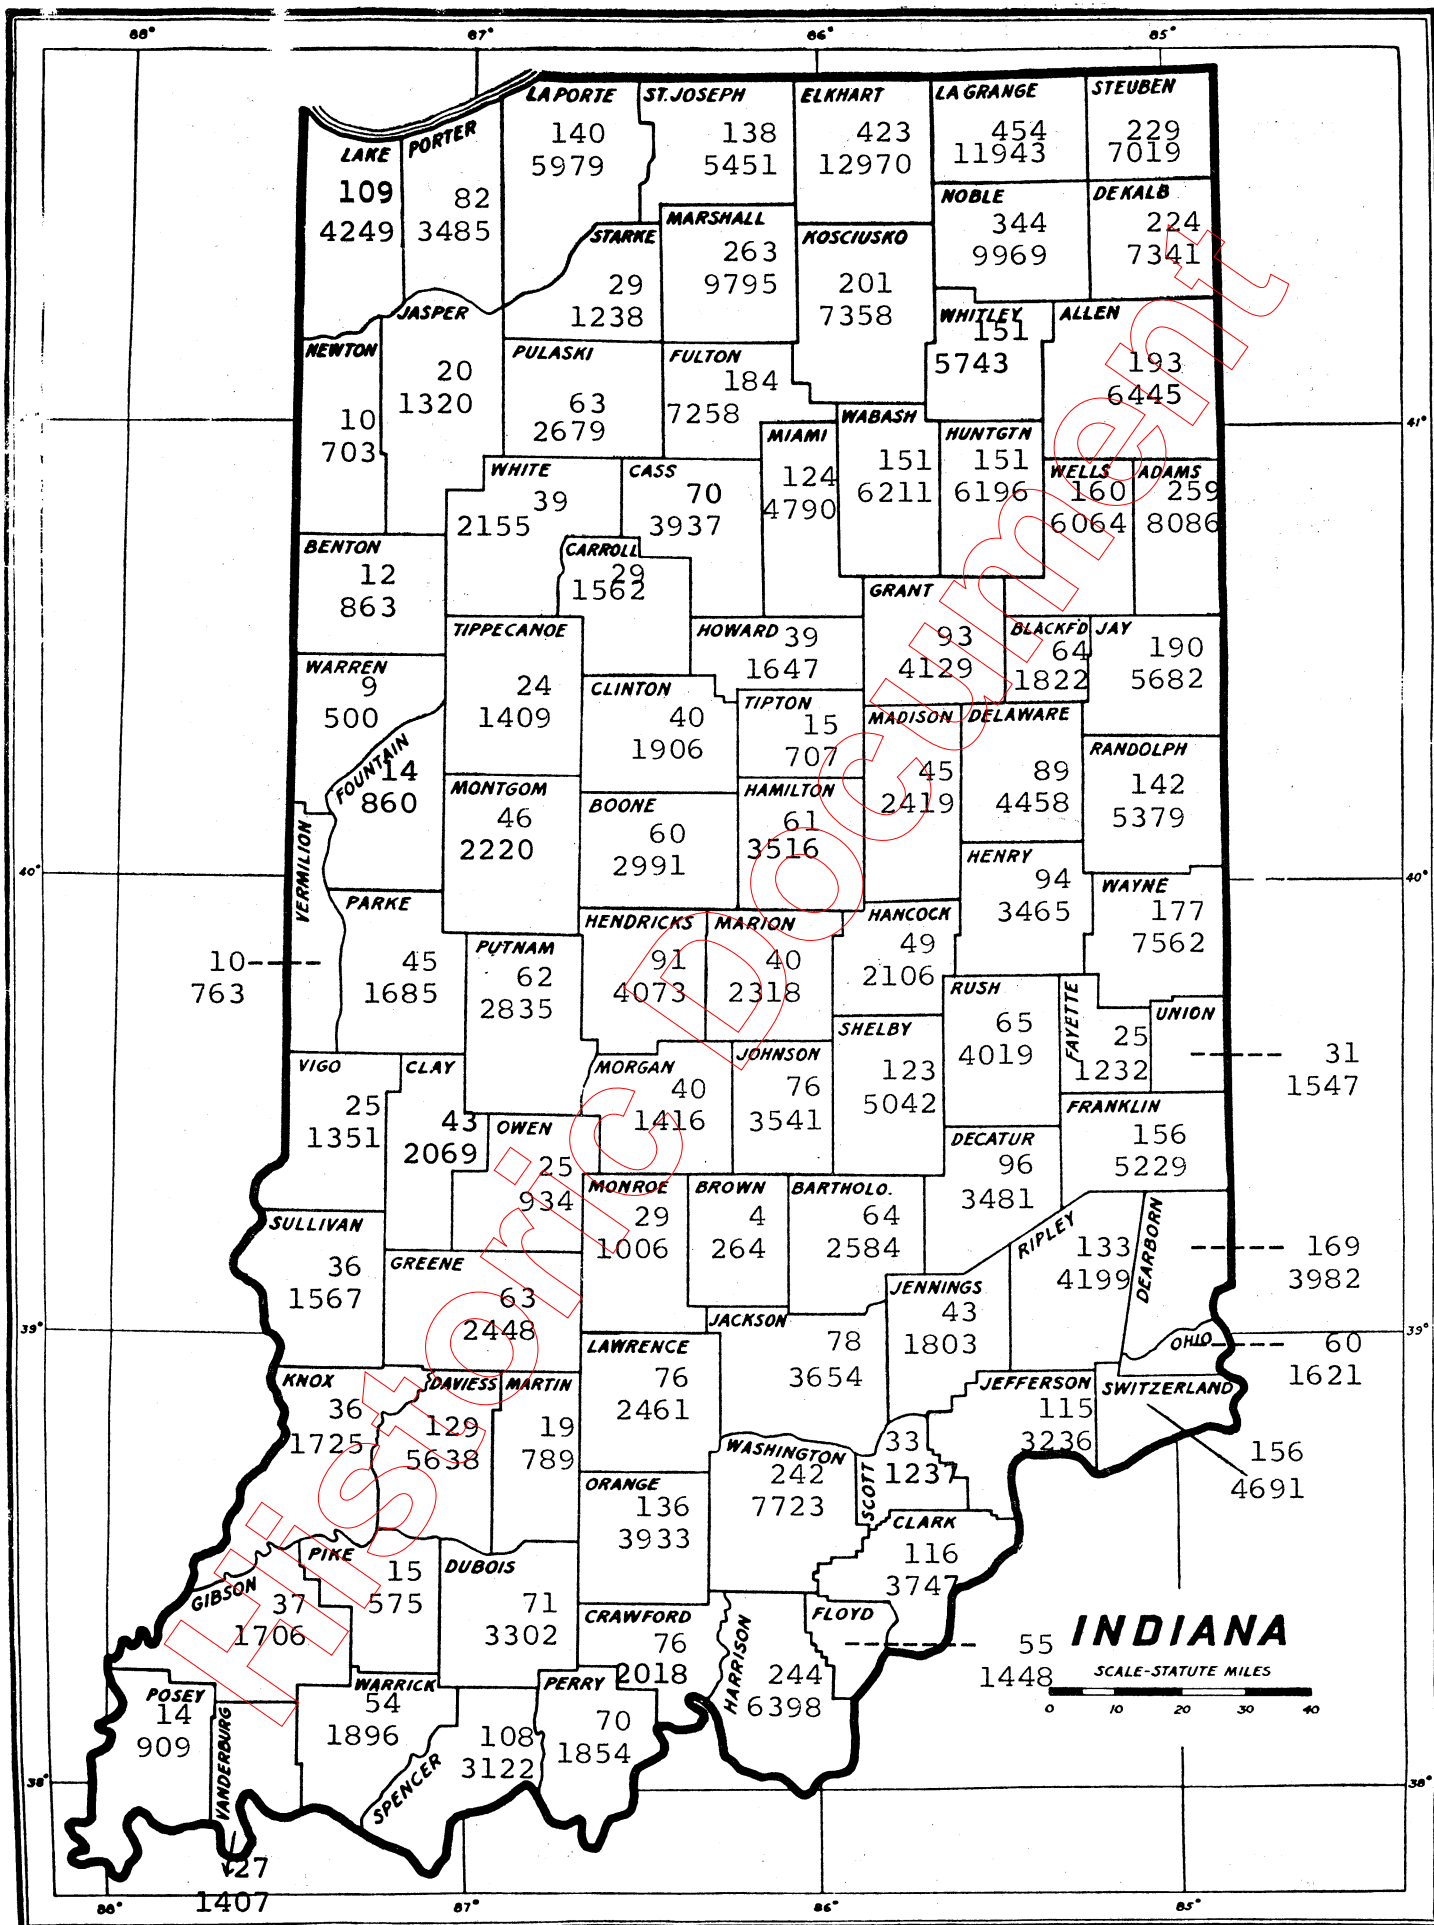 88° 87° 86° 85°
LAPORTE
140
5979
ST. JOSEPH
138
5451
ELKHART
423
12970
LAGRANGE
454
11943
STEUBEN
229
7019
LAKE
109
4249
PORTER
82
3485
NOBLE
344
9969
DEKALB
224
7341
STARKE
29
1238
MARSHALL
263
9795
KOSCIUSKO
201
7358
WHITLEY
151
5743
ALLEN
193
6445
NEWTON
10
703
JASPER
20
1320
PULASKI
63
2679
FULTON
184
7258
41°
MIAMI
124
4790
WABASH
151
6211
HUNTGTN
151
6196
WELLS
160
6064
ADAMS
259
8086
WHITE
39
2155
CASS
70
3937
BENTON
12
863
CARROLL
29
1562
GRANT
93
4129
TIPPECANOE
24
1409
HOWARD
39
1647
BLACKF'D
64
1822
JAY
190
5682
WARREN
9
500
CLINTON
40
1906
TIPTON
15
707
MADISON
45
2419
DELAWARE
89
4458
RANDOLPH
142
5379
FOUNTAIN
14
860
MONTGOM
46
2220
BOONE
60
2991
HAMILTON
61
3516
VERMILION
10
763
40°
HENRY
94
3465
WAYNE
177
7562
40°
PARKE
45
1685
PUTNAM
62
2835
HENDRICKS
91
4073
MARION
40
2318
HANCOCK
49
2106
RUSH
65
4019
FAYETTE
25
1232
UNION
31
1547
VIGO
25
1351
CLAY
43
2069
MORGAN
40
1416
JOHNSON
76
3541
SHELBY
123
5042
FRANKLIN
156
5229
OWEN
25
934
DECATUR
96
3481
SULLIVAN
36
1567
MONROE
29
1006
BROWN
4
264
BARTHOLO.
64
2584
RIPLEY
133
4199
DEARBORN
169
3982
GREENE
63
2448
JENNINGS
43
1803
39°
LAWRENCE
76
2461
JACKSON
78
3654
OHIO
60
1621
39°
KNOX
36
1725
DAVIESS
129
5638
MARTIN
19
789
JEFFERSON
115
3236
SWITZERLAND
156
4691
ORANGE
136
3933
WASHINGTON
242
7723
SCOTT
33
1237
CLARK
116
3747
GIBSON
37
1706
PIKE
15
575
DUBOIS
71
3302
CRAWFORD
76
2018
HARRISON
244
6398
FLOYD
55
1448
INDIANA
SCALE-STATUTE MILES
0 10 20 30 40
POSEY
14
909
VANDERBURG
27
1407
WARRICK
54
1896
SPENCER
108
3122
PERRY
70
1854
38°
38°
88° 87° 86° 85°
Historic Document